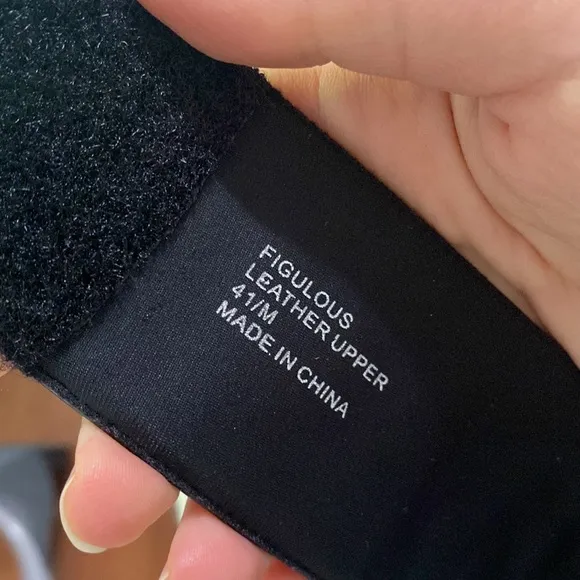 FIGULOUS
LEATHER UPPER
41/M
MADE IN CHINA